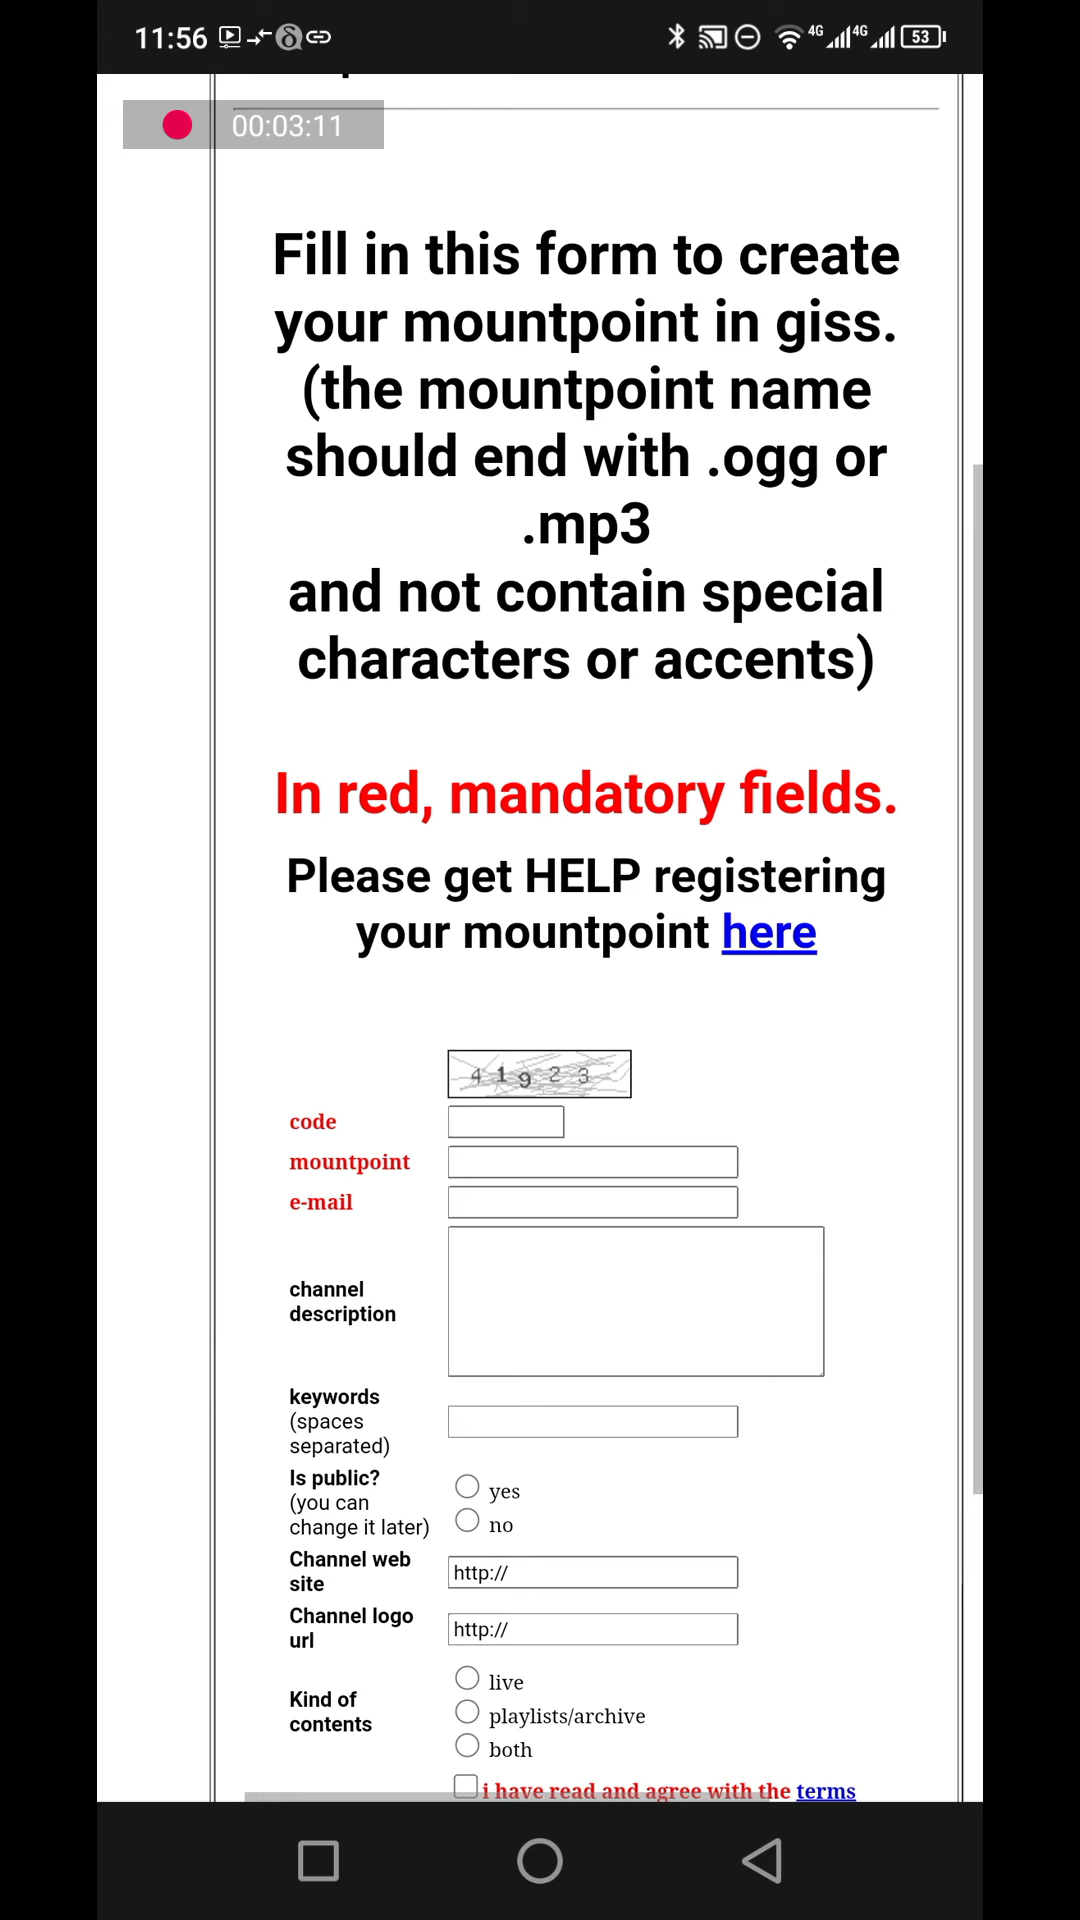 11:56
4G
4G
53
00:03:11
Fill in this form to create
your mountpoint in giss.
(the mountpoint name
should end with .ogg or
.mp3
and not contain special
characters or accents)
In red, mandatory fields.
Please get HELP registering
your mountpoint here
4 1 9 2 3
code
mountpoint
e-mail
channel
description
keywords
(spaces
separated)
Is public?
(you can
change it later)
yes
no
Channel web
site
http://
Channel logo
url
http://
Kind of
contents
live
playlists/archive
both
i have read and agree with the terms